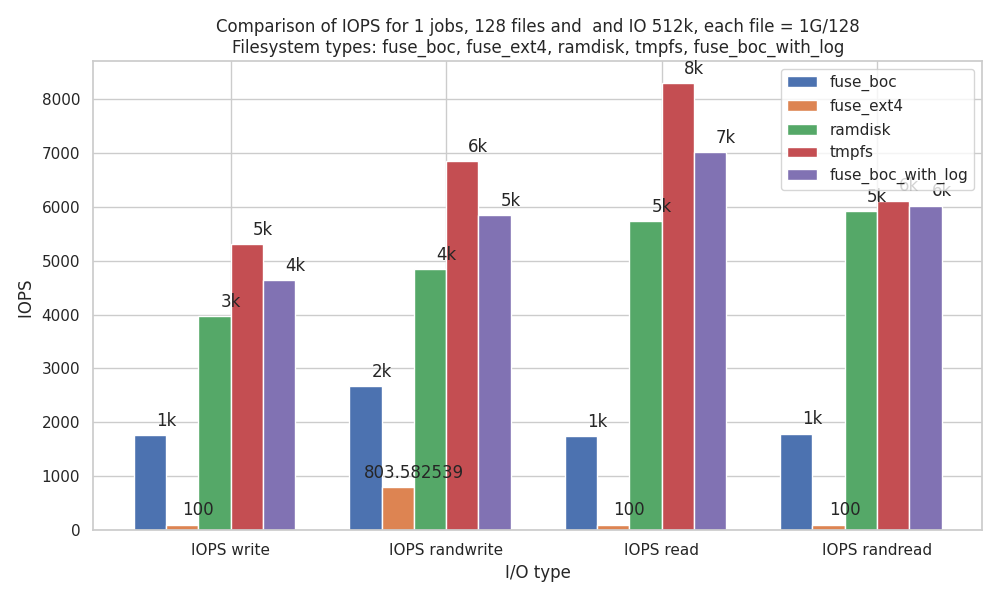 Comparison of IOPS for 1 jobs, 128 files and  and IO 512k, each file = 1G/128
Filesystem types: fuse_boc, fuse_ext4, ramdisk, tmpfs, fuse_boc_with_log
fuse_boc
fuse_ext4
ramdisk
tmpfs
fuse_boc_with_log
IOPS
8000
7000
6000
5000
4000
3000
2000
1000
0
1k
100
3k
5k
4k
2k
803.582539
4k
6k
5k
1k
100
5k
8k
7k
1k
100
5k
6k
6k
IOPS write
IOPS randwrite
IOPS read
IOPS randread
I/O type